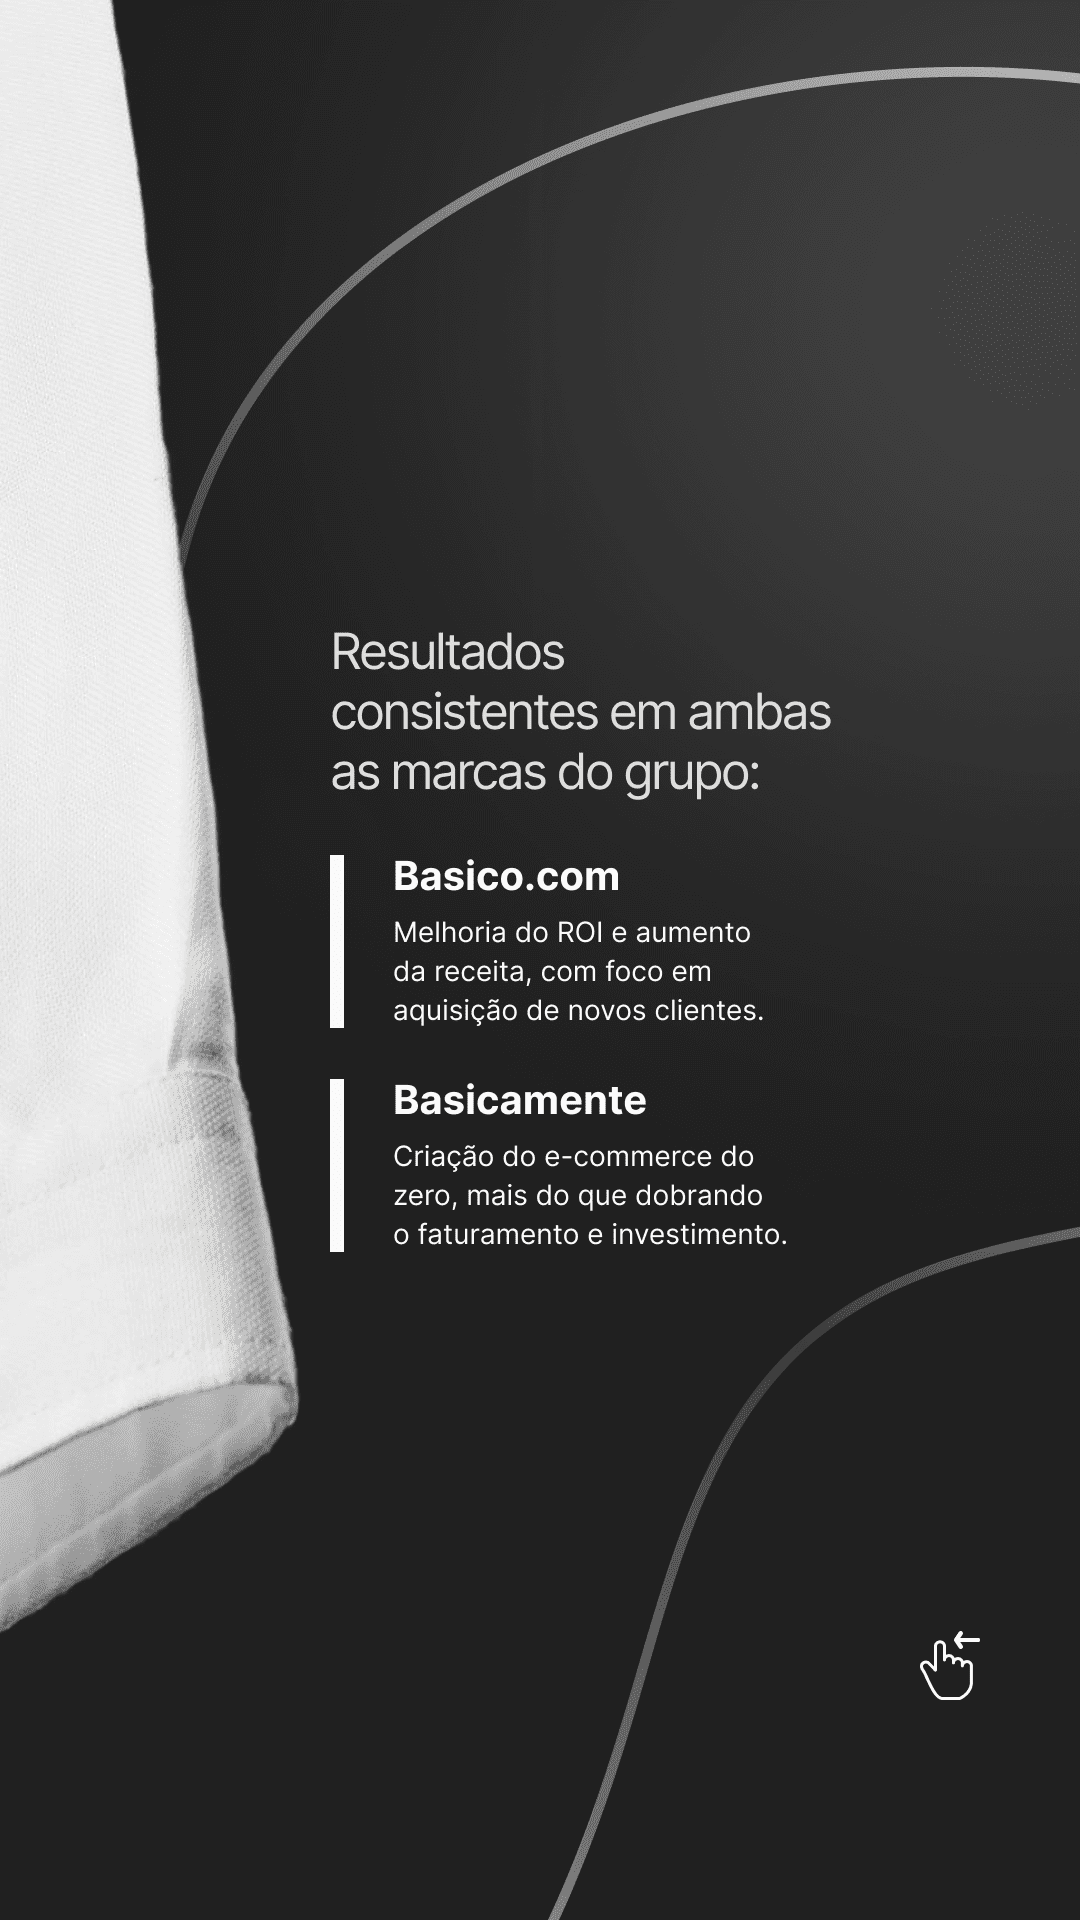 Resultados
consistentes em ambas
as marcas do grupo:
Basico.com
Melhoria do ROI e aumento
da receita, com foco em
aquisição de novos clientes.
Basicamente
Criação do e-commerce do
zero, mais do que dobrando
o faturamento e investimento.